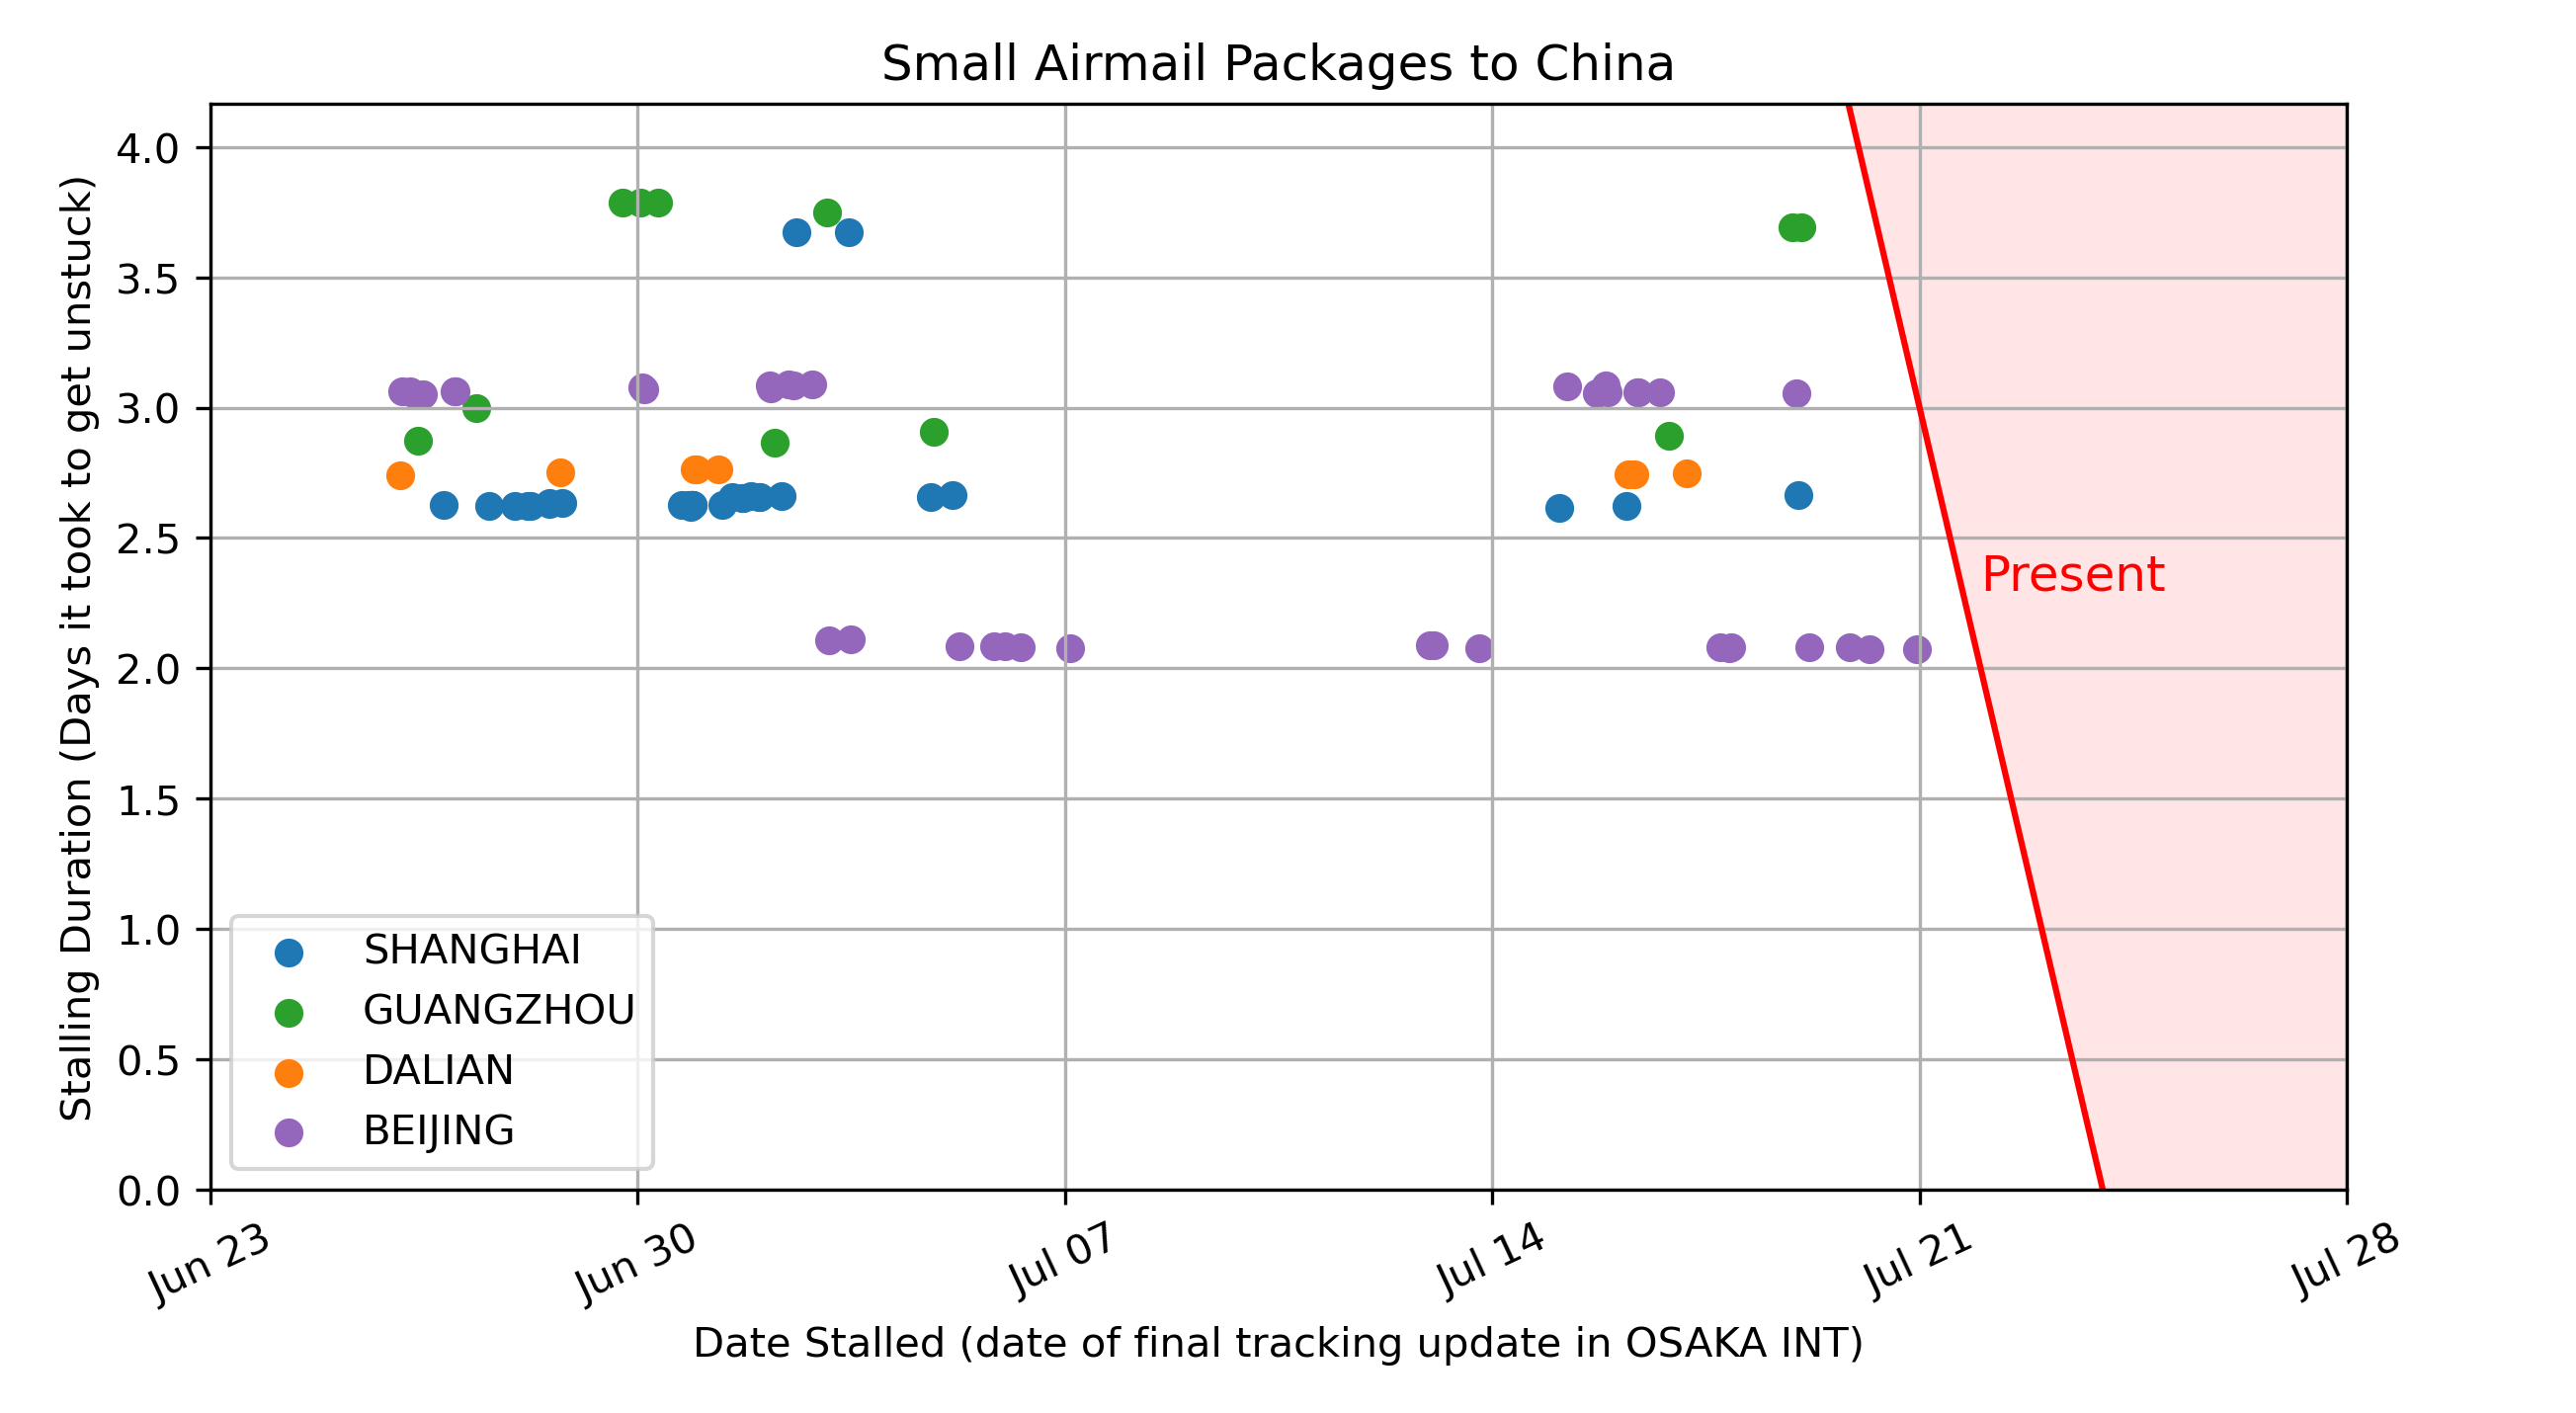 Small Airmail Packages to China
Stalling Duration (Days it took to get unstuck)
4.0
3.5
3.0
2.5
2.0
1.5
1.0
0.5
0.0
Present
SHANGHAI
GUANGZHOU
DALIAN
BEIJING
Jun 23
Jun 30
Jul 07
Jul 14
Jul 21
Jul 28
Date Stalled (date of final tracking update in OSAKA INT)